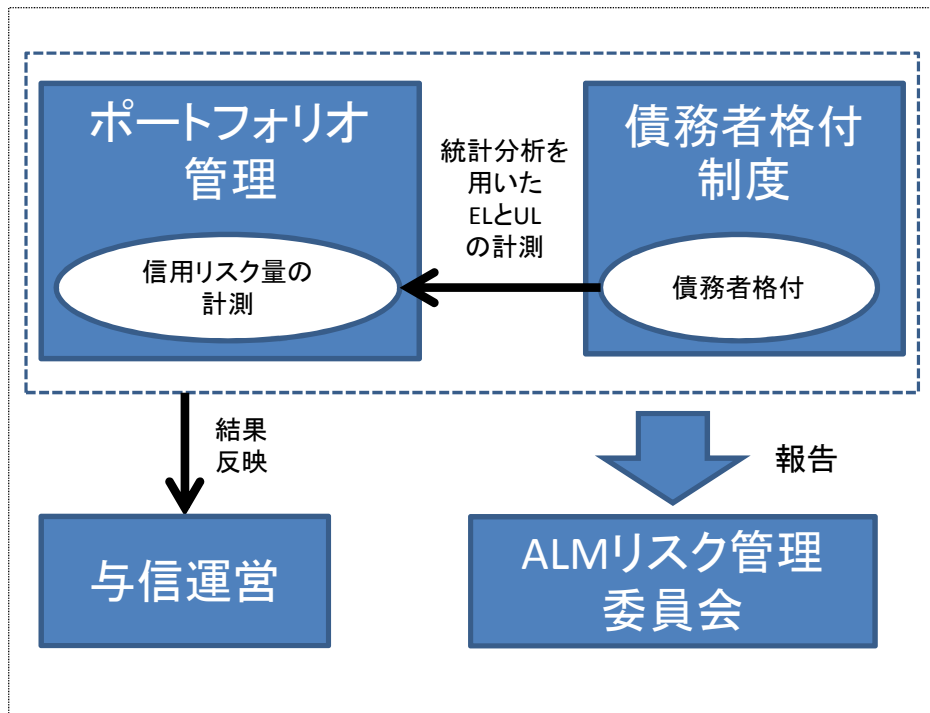 ポートフォリオ
管理
信用リスク量の
計測
統計分析を
用いた
ELとUL
の計測
債務者格付
制度
債務者格付
結果
反映
報告
与信運営
ALMリスク管理
委員会